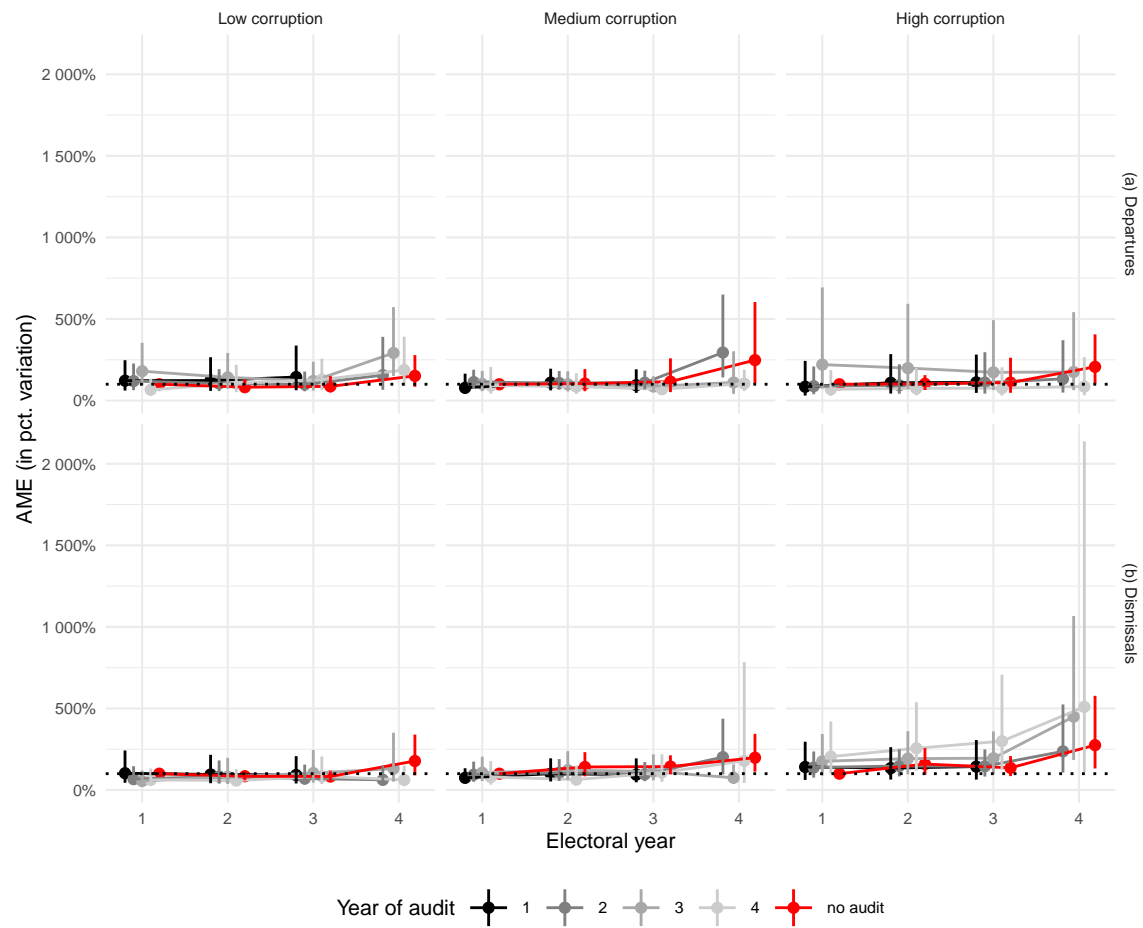 Low corruption Medium corruption High corruption
2 000%
1 500%
1 000%
500%
0%
(a) Departures
2 000%
1 500%
1 000%
500%
0%
(b) Dismissals
AME (in pct. variation)
1 2 3 4 1 2 3 4 1 2 3 4
Electoral year
Year of audit 1 2 3 4 no audit